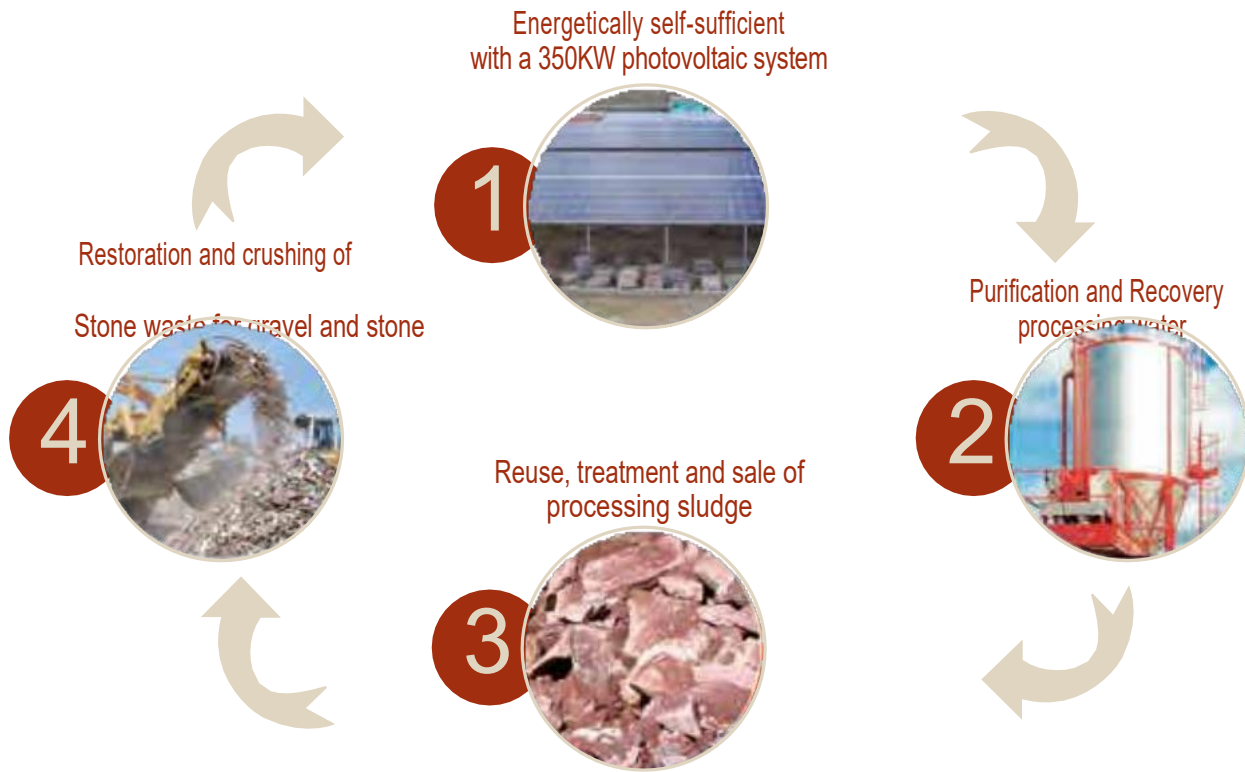 Energetically self-sufficient
with a 350KW photovoltaic system
1
Purification and Recovery
processing water
2
Reuse, treatment and sale of
processing sludge
3
Restoration and crushing of
Stone waste for gravel and stone
4